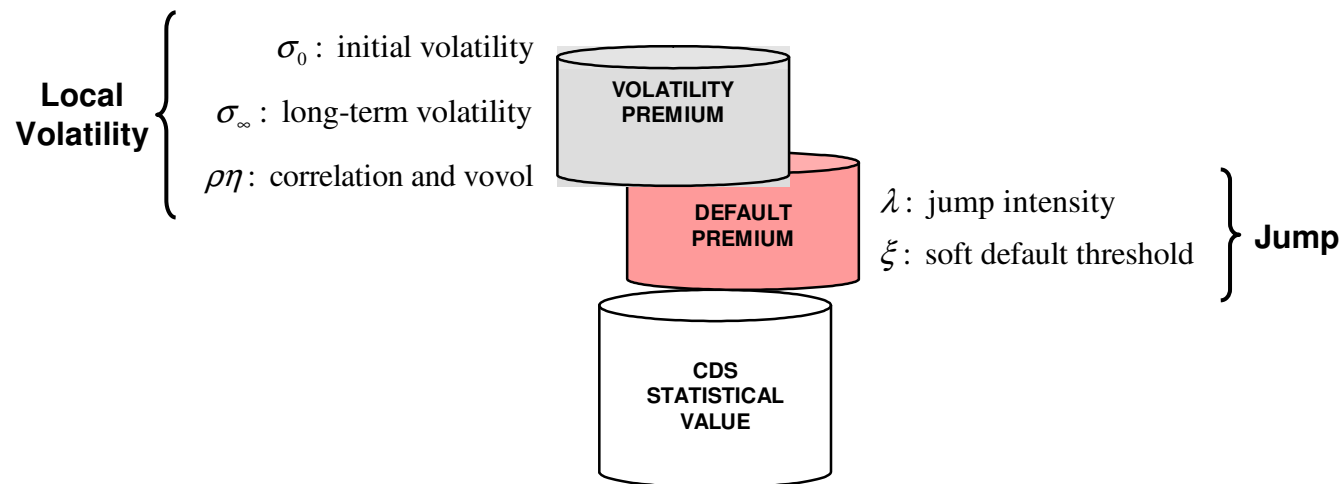 Local
Volatility
σ₀ : initial volatility
σ∞ : long-term volatility
ρη : correlation and vovol
VOLATILITY
PREMIUM
DEFAULT
PREMIUM
λ : jump intensity
ξ : soft default threshold
Jump
CDS
STATISTICAL
VALUE